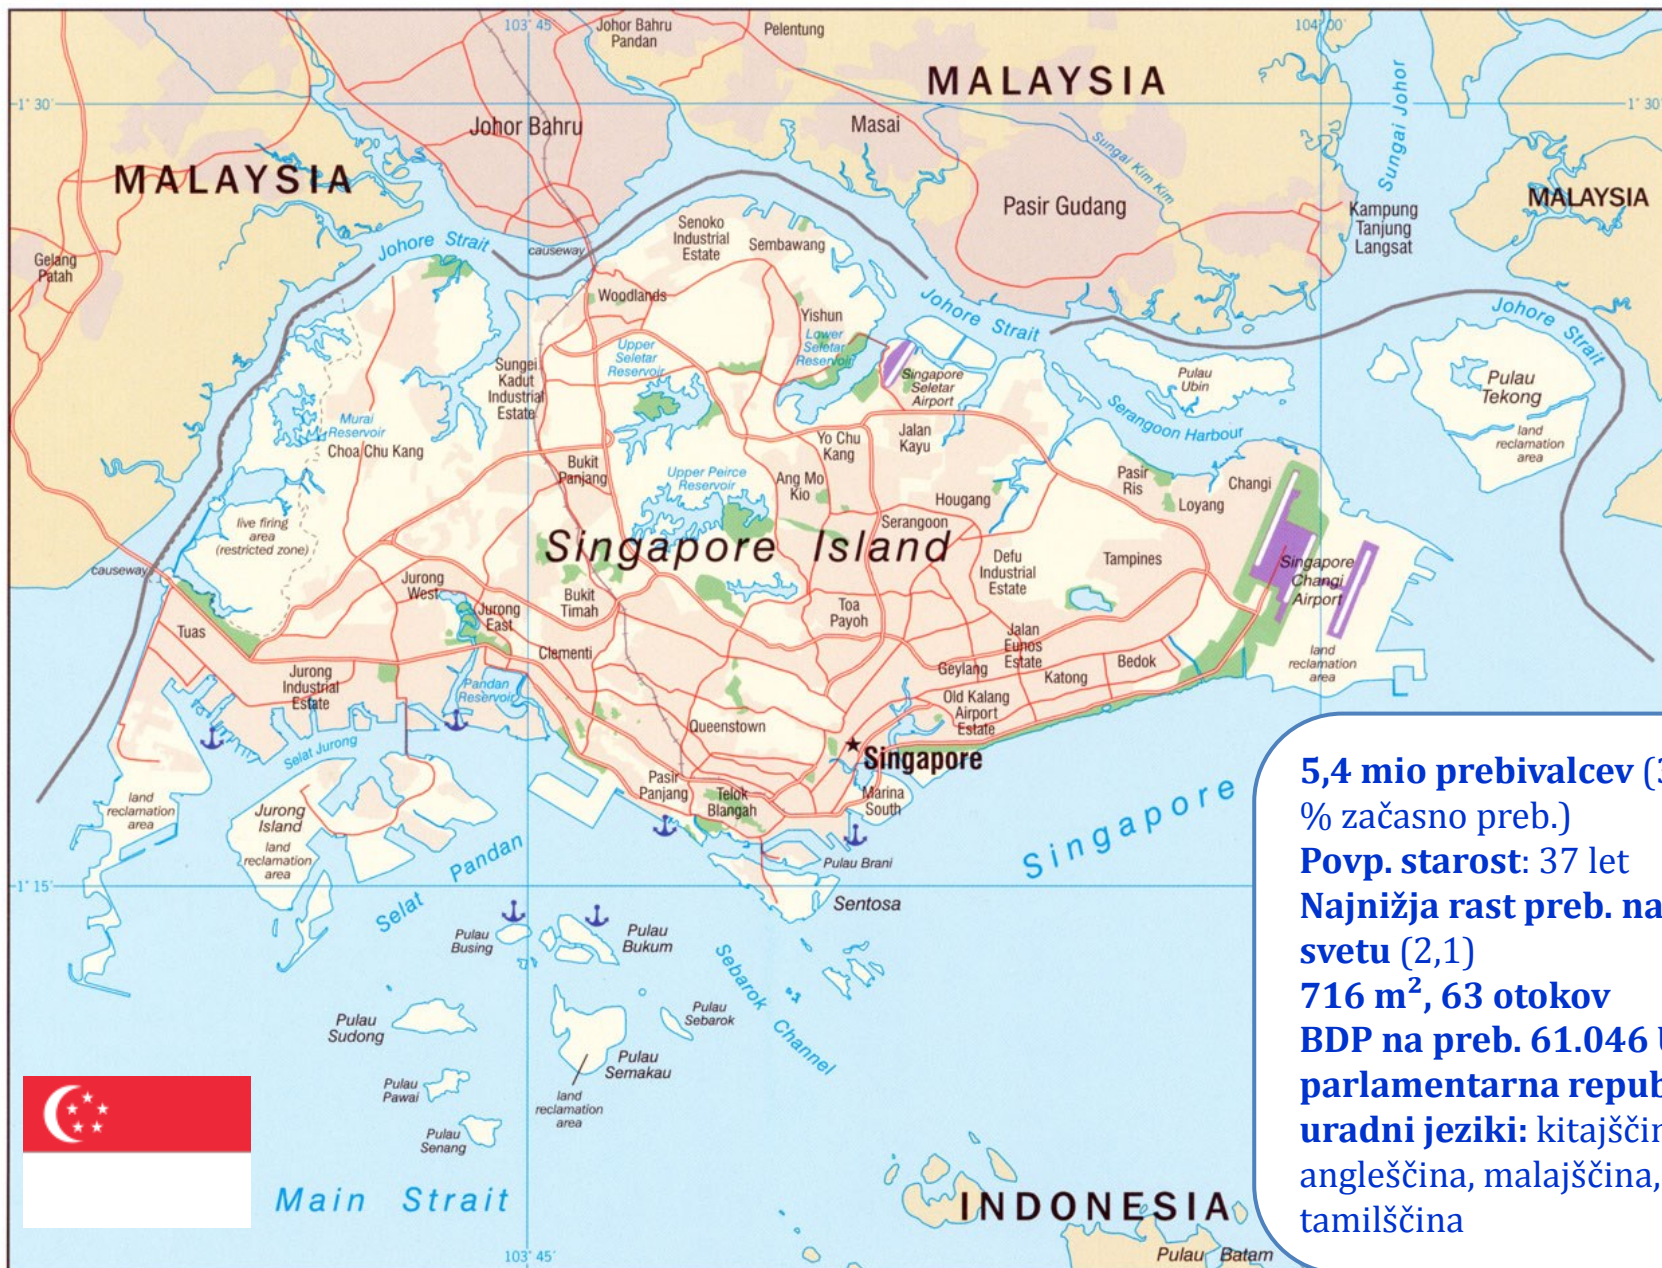 103° 45'
104° 00'
Johor Bahru
Pandan
Pelentung
MALAYSIA
1° 30'
1° 30'
Johor Bahru
Masai
Sungai Kim Kim
Sungai Johor
MALAYSIA
Pasir Gudang
MALAYSIA
Kampung
Tanjung
Langsat
Gelang
Patah
Johore Strait
causeway
Senoko
Industrial
Estate
Sembawang
Woodlands
Yishun
Johore Strait
Johore Strait
Lower
Seletar
Reservoir
Upper
Seletar
Reservoir
Sungei
Kadut
Industrial
Estate
Singapore
Seletar
Airport
Pulau
Ubin
Pulau
Tekong
land
reclamation
area
Serangoon Harbour
Murai
Reservoir
Choa Chu Kang
Bukit
Panjang
Upper Peirce
Reservoir
Yo Chu
Kang
Jalan
Kayu
Ang Mo
Kio
Hougang
Pasir
Ris
Loyang
Changi
live firing
area
(restricted zone)
Serangoon
Singapore Island
Defu
Industrial
Estate
Tampines
Singapore
Changi
Airport
causeway
Jurong
West
Jurong
East
Bukit
Timah
Toa
Payoh
Tuas
Clementi
Jalan
Eunos
Estate
Geylang
Katong
Bedok
land
reclamation
area
Jurong
Industrial
Estate
Pandan
Reservoir
Old Kalang
Airport
Estate
Queenstown
Selat Jurong
Singapore
Pasir
Panjang
Telok
Blangah
Marina
South
land
reclamation
area
Jurong
Island
land
reclamation
area
Selat Pandan
Pulau Brani
Singapore
1° 15'
Sentosa
Pulau
Busing
Pulau
Bukum
Sebarok Channel
Pulau
Sudong
Pulau
Sebarok
Pulau
Semakau
Pulau
Pawai
land
reclamation
area
Pulau
Senang
Main Strait
INDONESIA
103° 45'
Pulau Batam
5,4 mio prebivalcev (3
% začasno preb.)
Povp. starost: 37 let
Najnižja rast preb. na
svetu (2,1)
716 m², 63 otokov
BDP na preb. 61.046
parlamentarna repub
uradni jeziki: kitajščin
angleščina, malajščina,
tamilščina